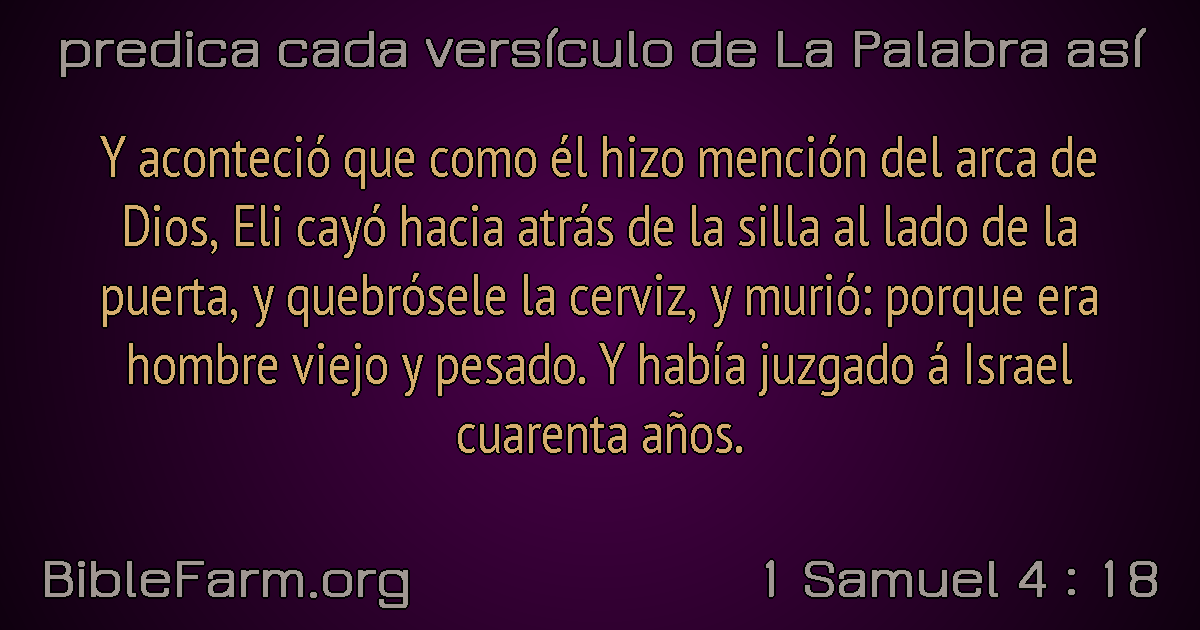 predica cada versículo de La Palabra así
Y aconteció que como él hizo mención del arca de
Dios, Eli cayó hacia atrás de la silla al lado de la
puerta, y quebrósele la cerviz, y murió: porque era
hombre viejo y pesado. Y había juzgado á Israel
cuarenta años.
BibleFarm.org
1 Samuel 4 : 18